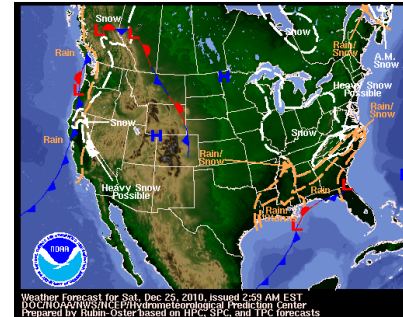 Snow
L
L
Rain/
Snow
Rain
A.M.
Snow
L
H
Heavy Snow
Possible
Rain/
Snow
Rain
Snow
H
Snow
Rain/
Snow
Heavy Snow
Possible
Rain
L
Rain/
Snow
L
NOAA
Weather Forecast for Sat, Dec 25, 2010, issued 2:59 AM EST
DOC/NOAA/NWS/NCEP/Hydrometeorological Prediction Center
Prepared by Rubin-Oster based on HPC, SPC, and TPC forecasts